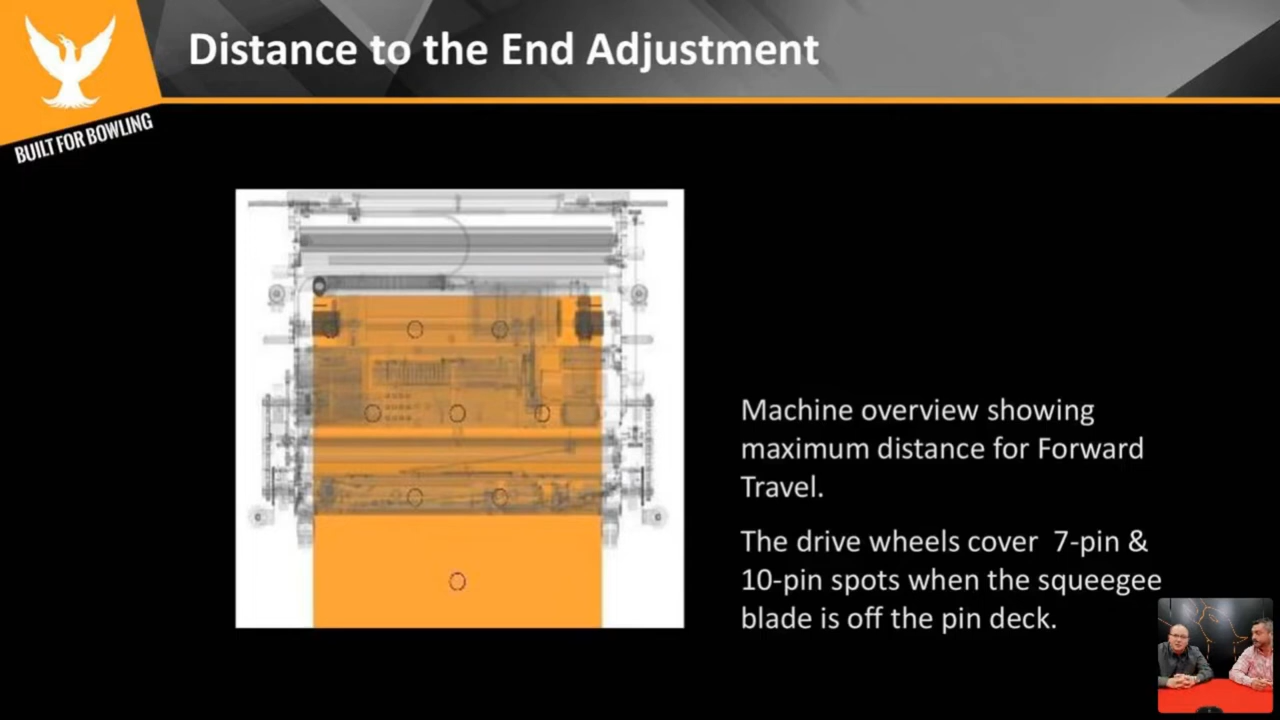 Distance to the End Adjustment
BUILT FOR BOWLING
Machine overview showing
maximum distance for Forward
Travel.
The drive wheels cover 7-pin &
10-pin spots when the squeegee
blade is off the pin deck.